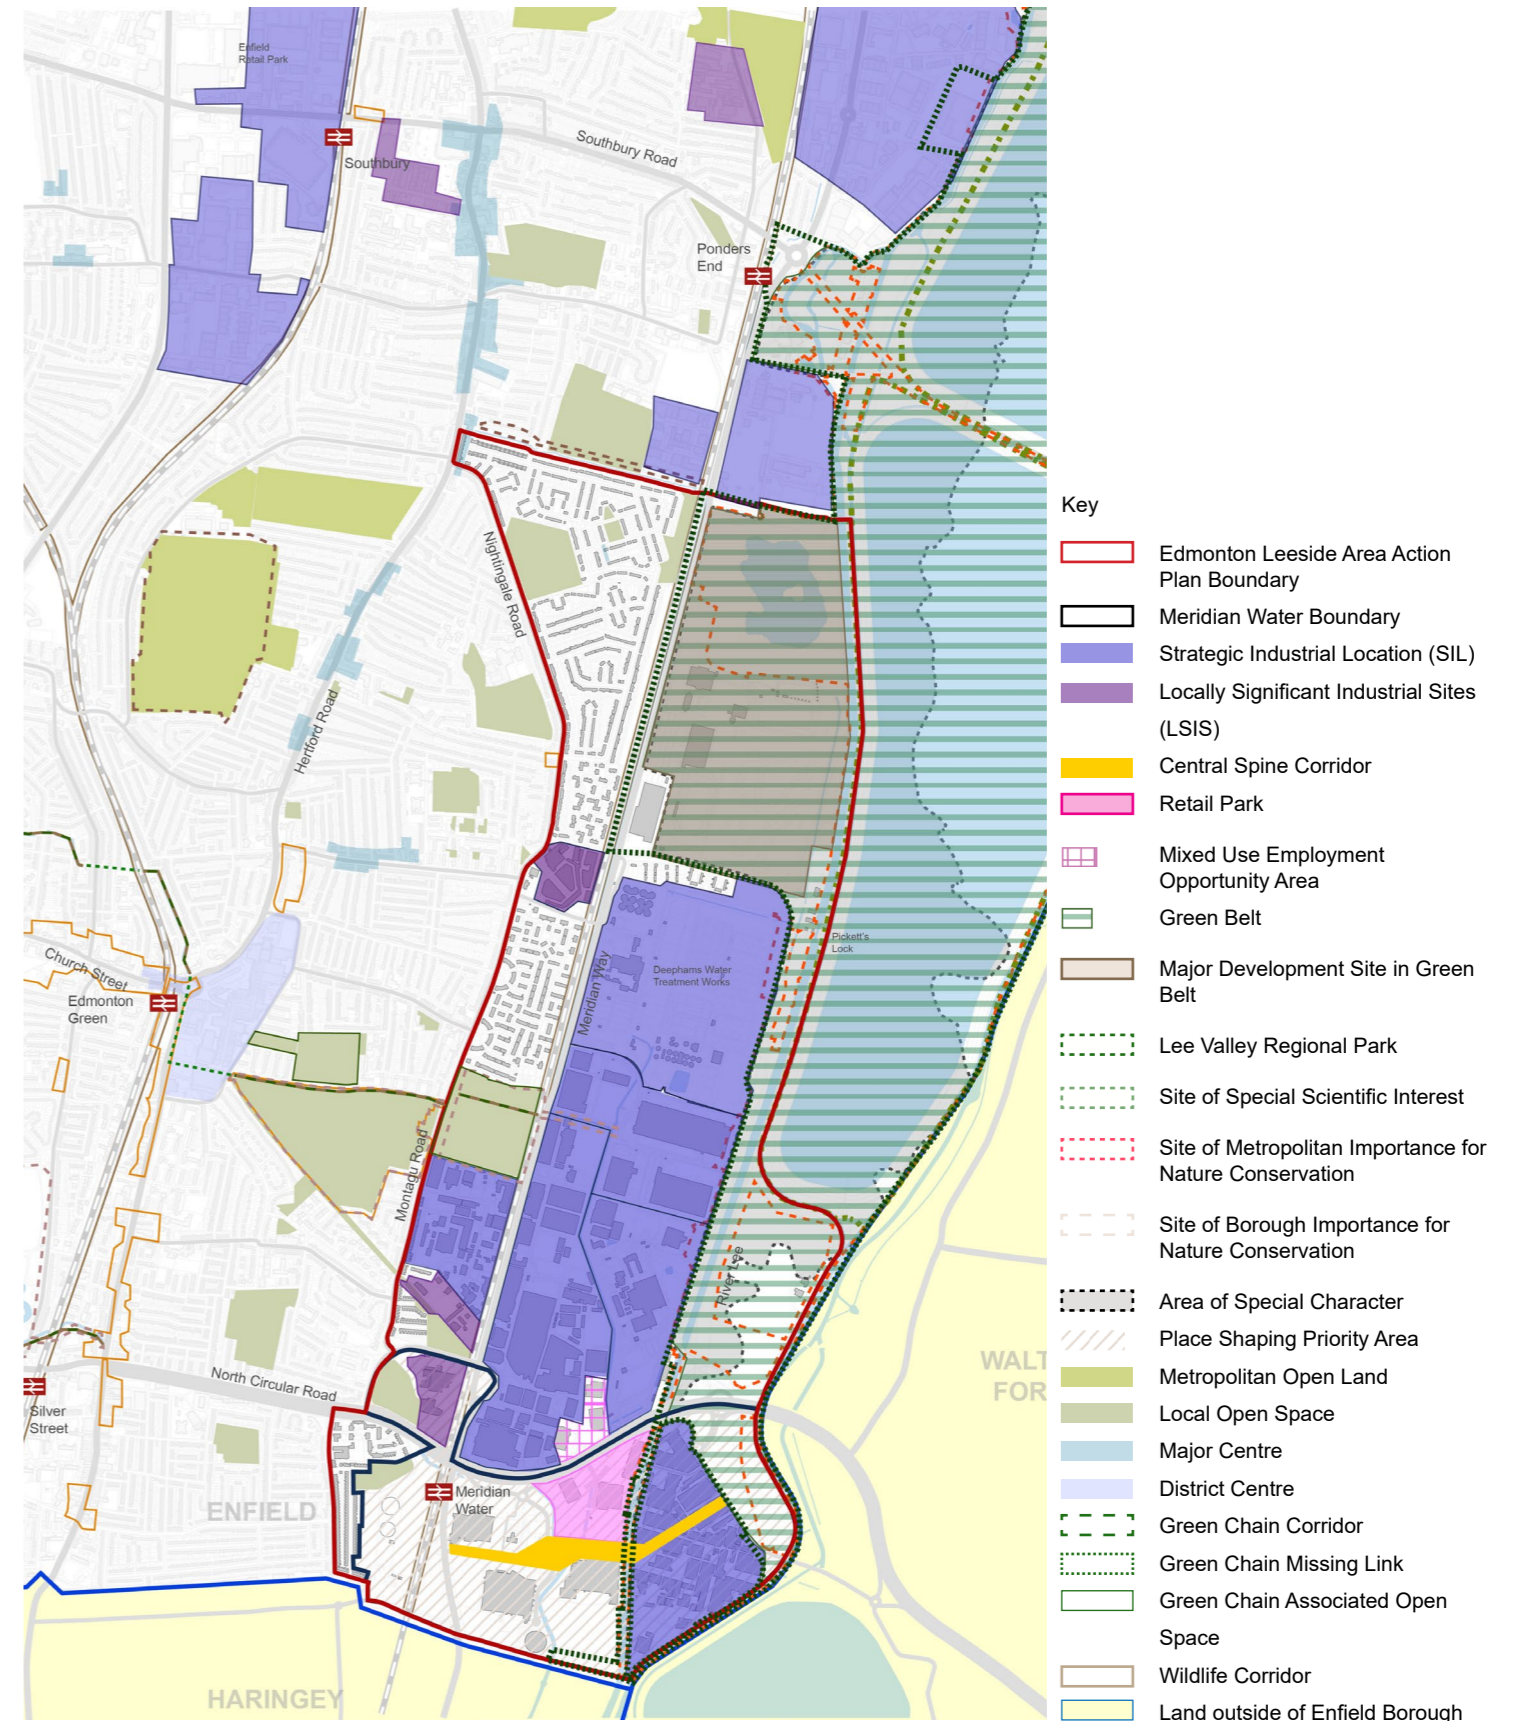 Enfield
Retail Park
Southbury
Southbury Road
Ponders
End
Nightingale Road
Hertford Road
Church Street
Edmonton
Green
Meridian Way
Deephams Water
Treatment Works
Pickett's
Lock
Montagu Road
River Lee
North Circular Road
Silver
Street
Meridian
Water
ENFIELD
HARINGEY
WALT
FOR
Key
Edmonton Leeside Area Action
Plan Boundary
Meridian Water Boundary
Strategic Industrial Location (SIL)
Locally Significant Industrial Sites
(LSIS)
Central Spine Corridor
Retail Park
Mixed Use Employment
Opportunity Area
Green Belt
Major Development Site in Green
Belt
Lee Valley Regional Park
Site of Special Scientific Interest
Site of Metropolitan Importance for
Nature Conservation
Site of Borough Importance for
Nature Conservation
Area of Special Character
Place Shaping Priority Area
Metropolitan Open Land
Local Open Space
Major Centre
District Centre
Green Chain Corridor
Green Chain Missing Link
Green Chain Associated Open
Space
Wildlife Corridor
Land outside of Enfield Borough